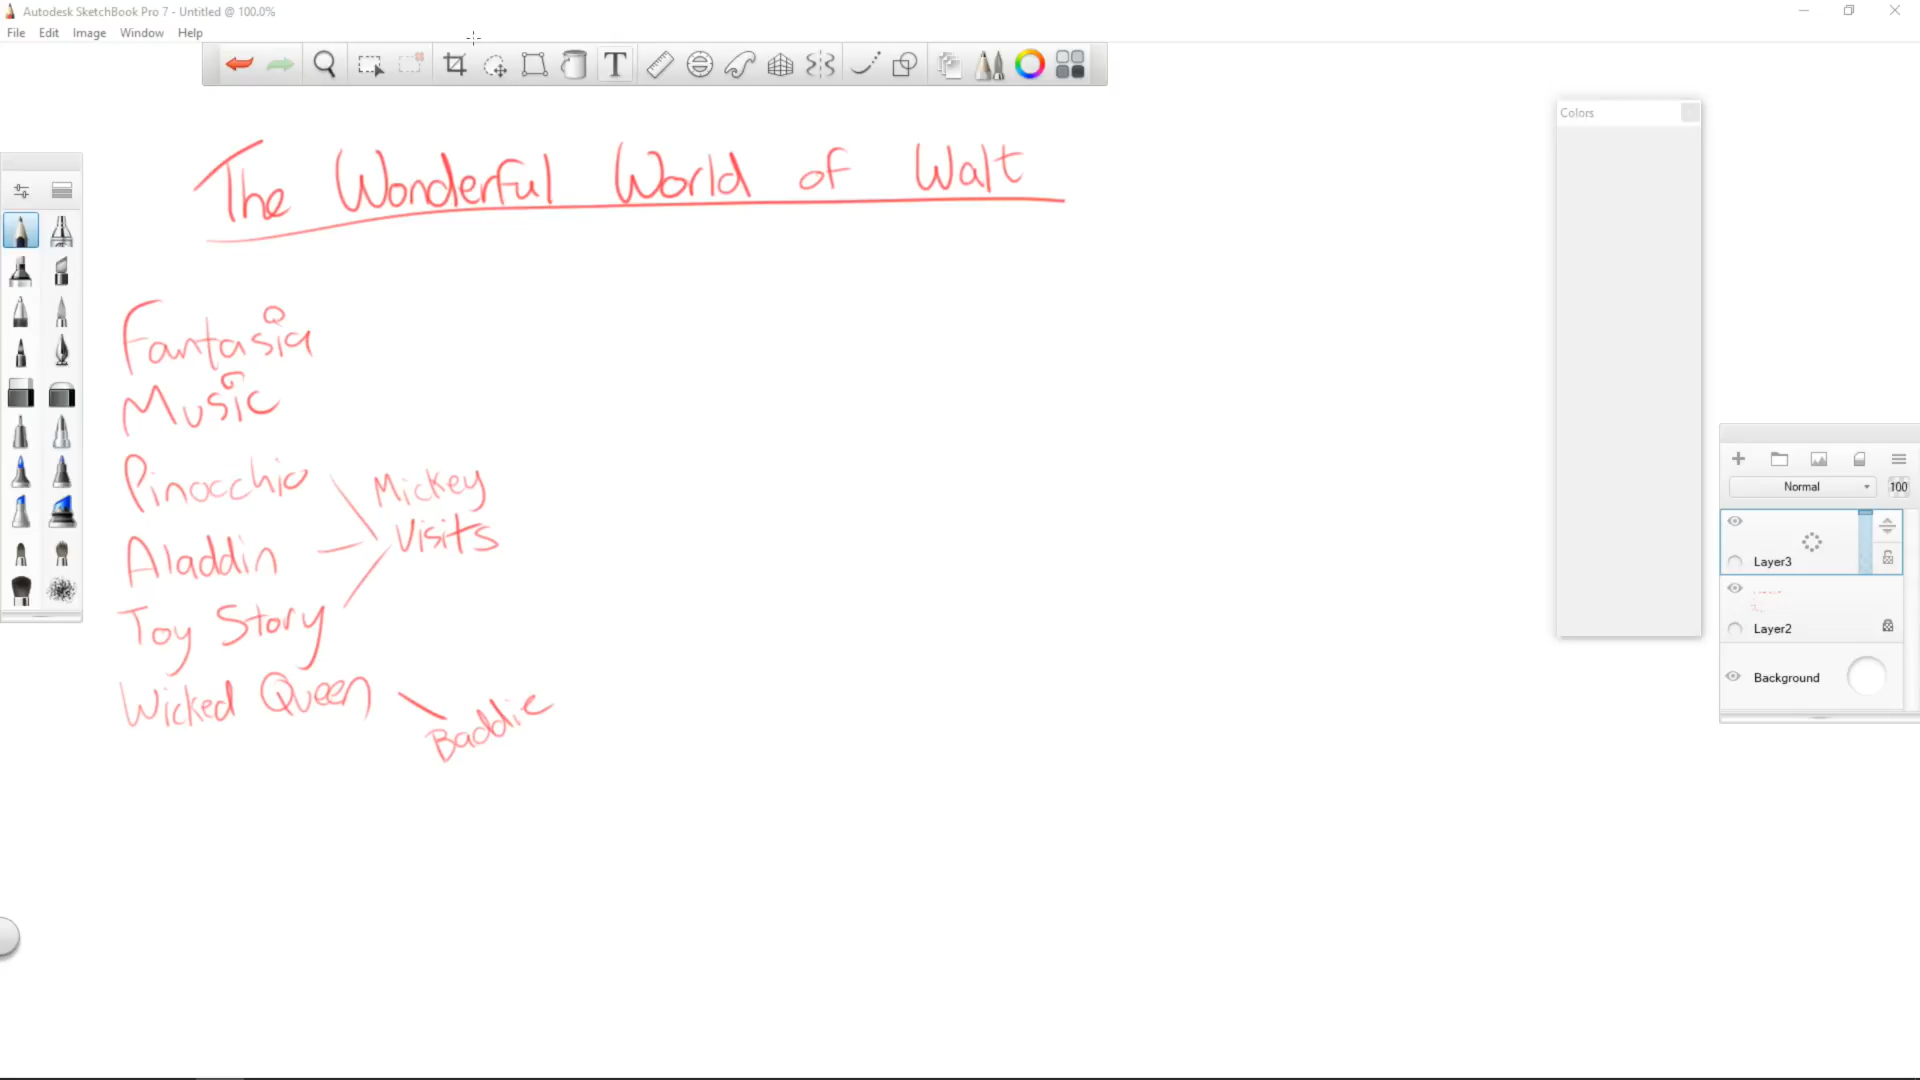 Autodesk SketchBook Pro 7 - Untitled @ 100.0%
File Edit Image Window Help
T
The Wonderful World of Walt
Colors
Fantasia
Music
Pinocchio
Mickey
Visits
Aladdin
Toy Story
Wicked Queen
Baddie
Normal 100
Layer3
Layer2
Background